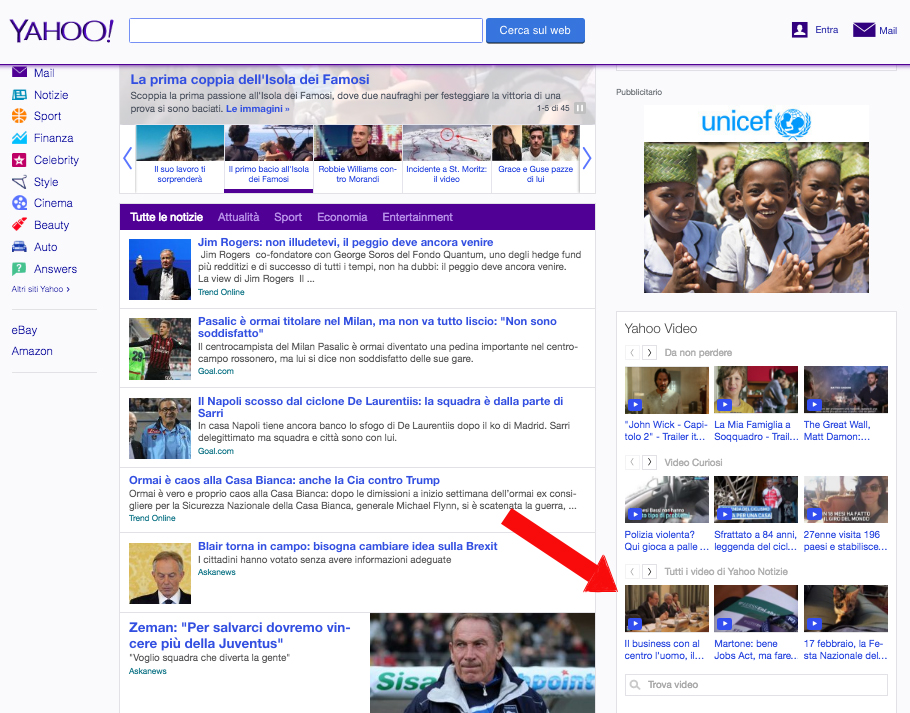 YAHOO!
Cerca sul web
Entra
Mail
Mail
Notizie
Sport
Finanza
Celebrity
Style
Cinema
Beauty
Auto
Answers
Altri siti Yahoo >
eBay
Amazon
La prima coppia dell'Isola dei Famosi
Scoppia la prima passione all'Isola dei Famosi, dove due naufraghi per festeggiare la vittoria di una
prova si sono baciati. Le immagini »
1-5 di 45
Il suo lavoro ti
sorprenderà
Il primo bacio all'Isola
dei Famosi
Robbie Williams con-
tro Morandi
Incidente a St. Moritz:
il video
Grace e Guse pazze
di lui
Tutte le notizie
Attualità
Sport
Economia
Entertainment
Jim Rogers: non illudetevi, il peggio deve ancora venire
Jim Rogers co-fondatore con George Soros del Fondo Quantum, uno degli hedge fund
più redditizi e di successo di tutti i tempi, non ha dubbi: il peggio deve ancora venire.
La view di Jim Rogers Il ...
Trend Online
Pasalic è ormai titolare nel Milan, ma non va tutto liscio: "Non sono
soddisfatto"
Il centrocampista del Milan Pasalic è ormai diventato una pedina importante nel centro-
campo rossonero, ma lui si dice non soddisfatto delle sue gare.
Goal.com
Il Napoli scosso dal ciclone De Laurentiis: la squadra è dalla parte di
Sarri
In casa Napoli tiene ancora banco lo sfogo di De Laurentiis dopo il ko di Madrid. Sarri
delegittimato ma squadra e città sono con lui.
Goal.com
Ormai è caos alla Casa Bianca: anche la Cia contro Trump
Ormai è vero e proprio caos alla Casa Bianca: dopo le dimissioni a inizio settimana dell'ormai ex consi-
gliere per la Sicurezza Nazionale della Casa Bianca, generale Michael Flynn, si è scatenata la guerra, ...
Trend Online
Blair torna in campo: bisogna cambiare idea sulla Brexit
I cittadini hanno votato senza avere informazioni adeguate
Askanews
Zeman: "Per salvarci dovremo vin-
cere più della Juventus"
"Voglio squadra che diverta la gente"
Askanews
Sisa
point
Pubblicitario
unicef
Yahoo Video
Da non perdere
"John Wick - Capi-
tolo 2" - Trailer it...
La Mia Famiglia a
Soqquadro - Trail...
The Great Wall,
Matt Damon:...
Video Curiosi
Polizia violenta?
Qui gioca a palle ...
Sfrattato a 84 anni,
leggenda del cicl...
27enne visita 196
paesi e stabilisce...
Tutti i video di Yahoo Notizie
Il business con al
centro l'uomo, il...
Martone: bene
Jobs Act, ma fare...
17 febbraio, la Fe-
sta Nazionale del...
Trova video